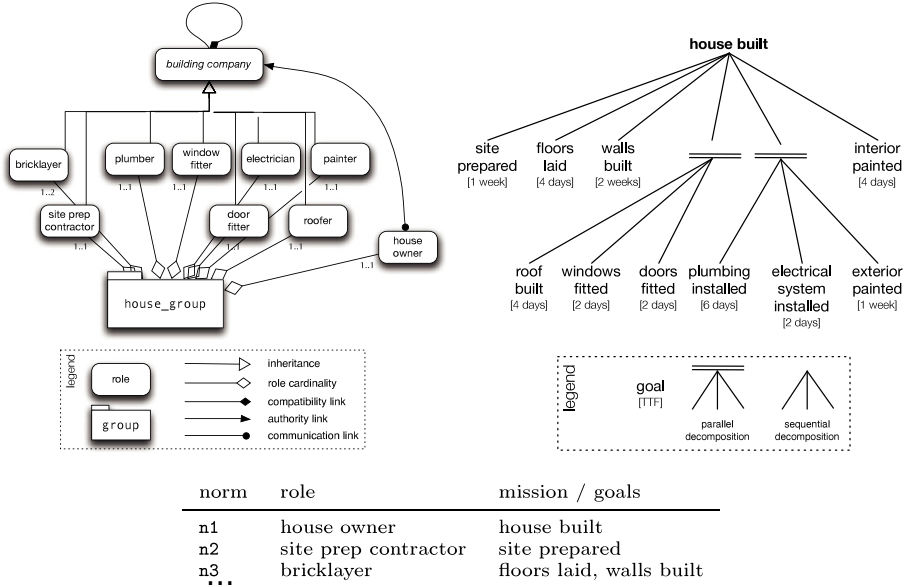 building company
bricklayer
1..2
plumber
1..1
window
fitter
1..1
electrician
1..1
painter
1..1
site prep
contractor
1..1
door
fitter
1..1
roofer
1..1
house
owner
1..1
house_group
legend
role
group
inheritance
role cardinality
compatibility link
authority link
communication link
house built
site
prepared
[1 week]
floors
laid
[4 days]
walls
built
[2 weeks]
interior
painted
[4 days]
roof
built
[4 days]
windows
fitted
[2 days]
doors
fitted
[2 days]
plumbing
installed
[6 days]
electrical
system
installed
[2 days]
exterior
painted
[1 week]
legend
goal
[TTF]
parallel
decomposition
sequential
decomposition
norm role mission / goals
n1 house owner house built
n2 site prep contractor site prepared
n3 bricklayer floors laid, walls built
...